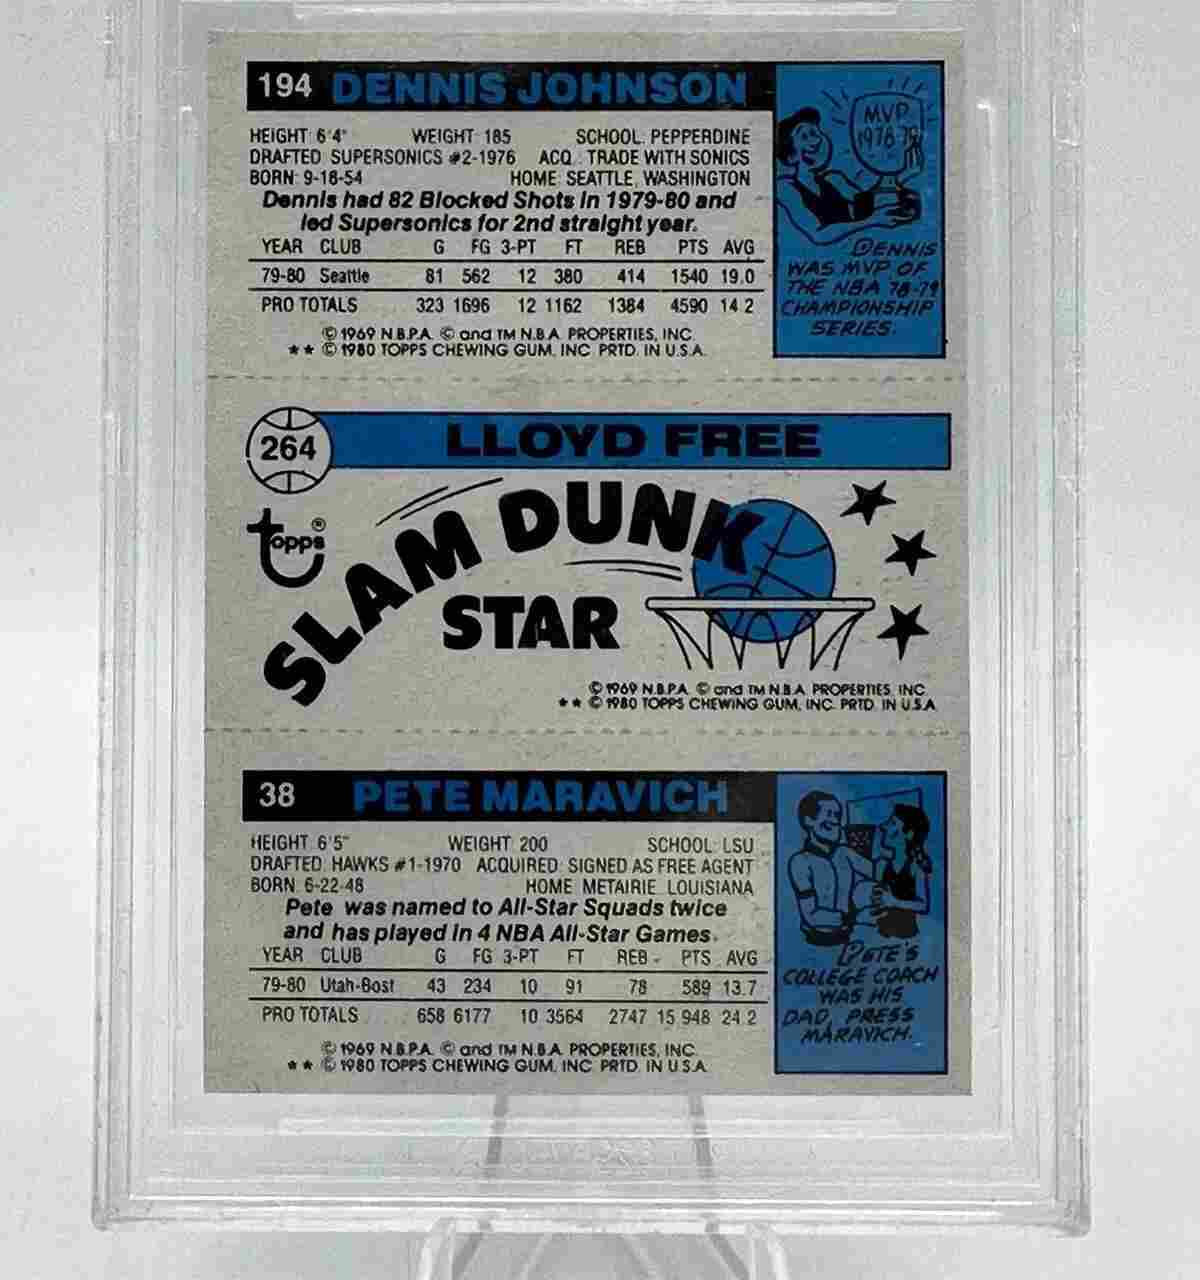 194 DENNIS JOHNSON
HEIGHT: 6'4" WEIGHT: 185 SCHOOL: PEPPERDINE
DRAFTED: SUPERSONICS #2-1976 ACQ.: TRADE WITH SONICS
BORN: 9-18-54 HOME: SEATTLE, WASHINGTON
Dennis had 82 Blocked Shots in 1979-80 and
led Supersonics for 2nd straight year.
YEAR CLUB G FG 3-PT FT REB PTS AVG
79-80 Seattle 81 562 12 380 414 1540 19.0
PRO TOTALS 323 1696 12 1162 1384 4590 14.2
© 1969 N.B.P.A. © and TM N.B.A. PROPERTIES, INC.
★★ © 1980 TOPPS CHEWING GUM, INC. PRTD. IN U.S.A.
MVP
1978-79
DENNIS
WAS MVP OF
THE NBA 78-79
CHAMPIONSHIP
SERIES.
264 LLOYD FREE
topps®
SLAM DUNK
STAR
© 1969 N.B.P.A. © and TM N.B.A. PROPERTIES, INC.
★★ © 1980 TOPPS CHEWING GUM, INC. PRTD. IN U.S.A.
38 PETE MARAVICH
HEIGHT: 6'5" WEIGHT: 200 SCHOOL: LSU
DRAFTED: HAWKS #1-1970 ACQUIRED: SIGNED AS FREE AGENT
BORN: 6-22-48 HOME: METAIRIE, LOUISIANA
Pete was named to All-Star Squads twice
and has played in 4 NBA All-Star Games.
YEAR CLUB G FG 3-PT FT REB PTS AVG
79-80 Utah-Bost 43 234 10 91 78 589 13.7
PRO TOTALS 658 6177 10 3564 2747 15,948 24.2
© 1969 N.B.P.A. © and TM N.B.A. PROPERTIES, INC.
★★ © 1980 TOPPS CHEWING GUM, INC. PRTD. IN U.S.A.
PETE'S
COLLEGE COACH
WAS HIS
DAD, PRESS
MARAVICH.